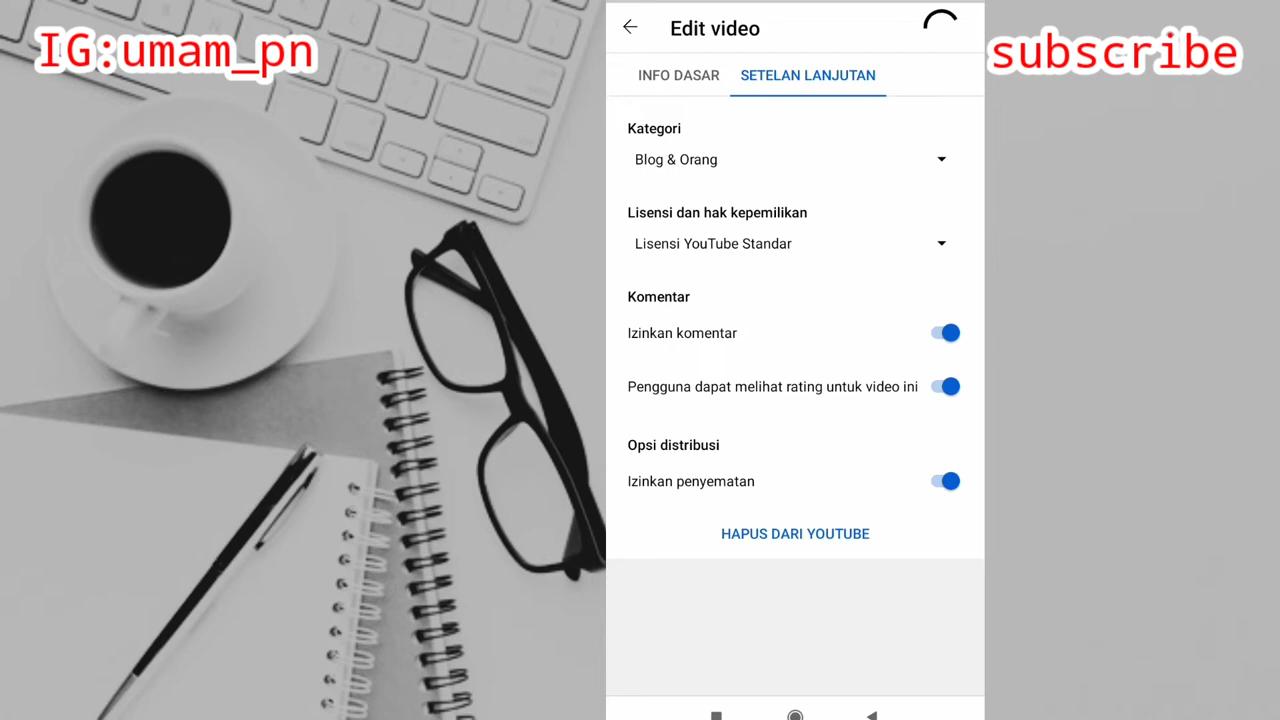 IG:umam_pn
subscribe
Edit video
INFO DASAR
SETELAN LANJUTAN
Kategori
Blog & Orang
Lisensi dan hak kepemilikan
Lisensi YouTube Standar
Komentar
Izinkan komentar
Pengguna dapat melihat rating untuk video ini
Opsi distribusi
Izinkan penyematan
HAPUS DARI YOUTUBE